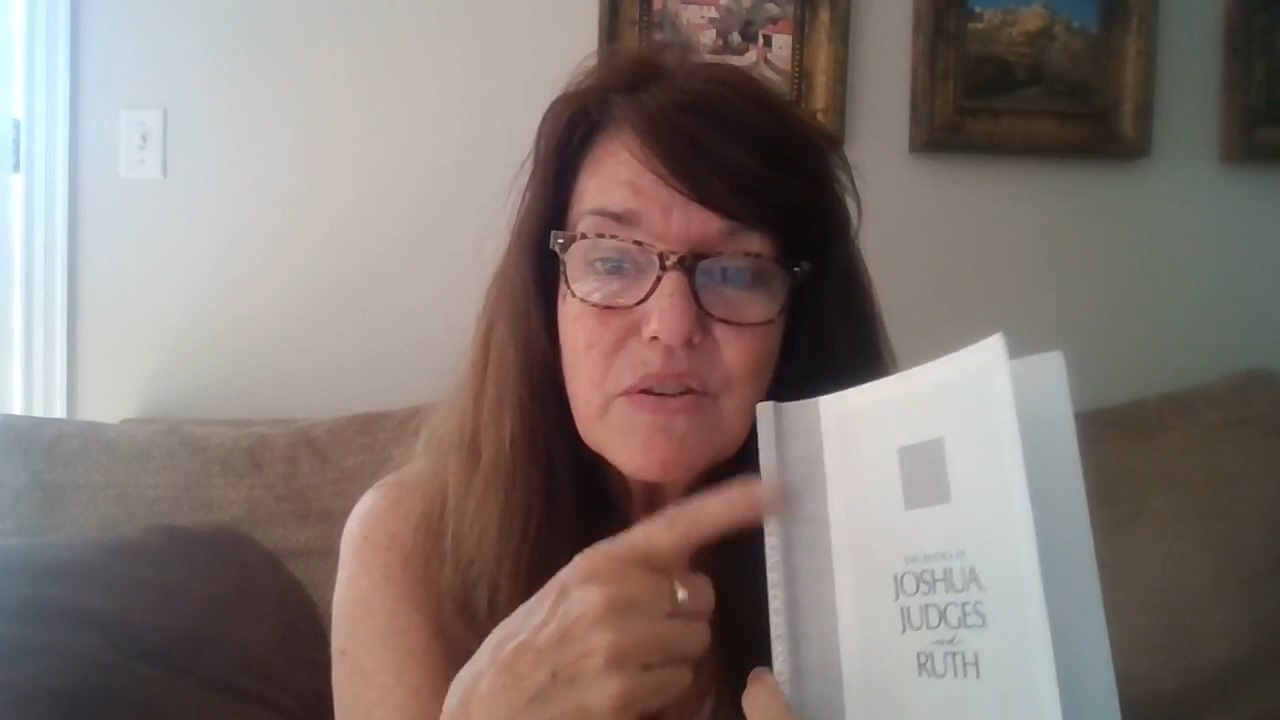 THE BOOKS OF
JOSHUA,
JUDGES
and
RUTH